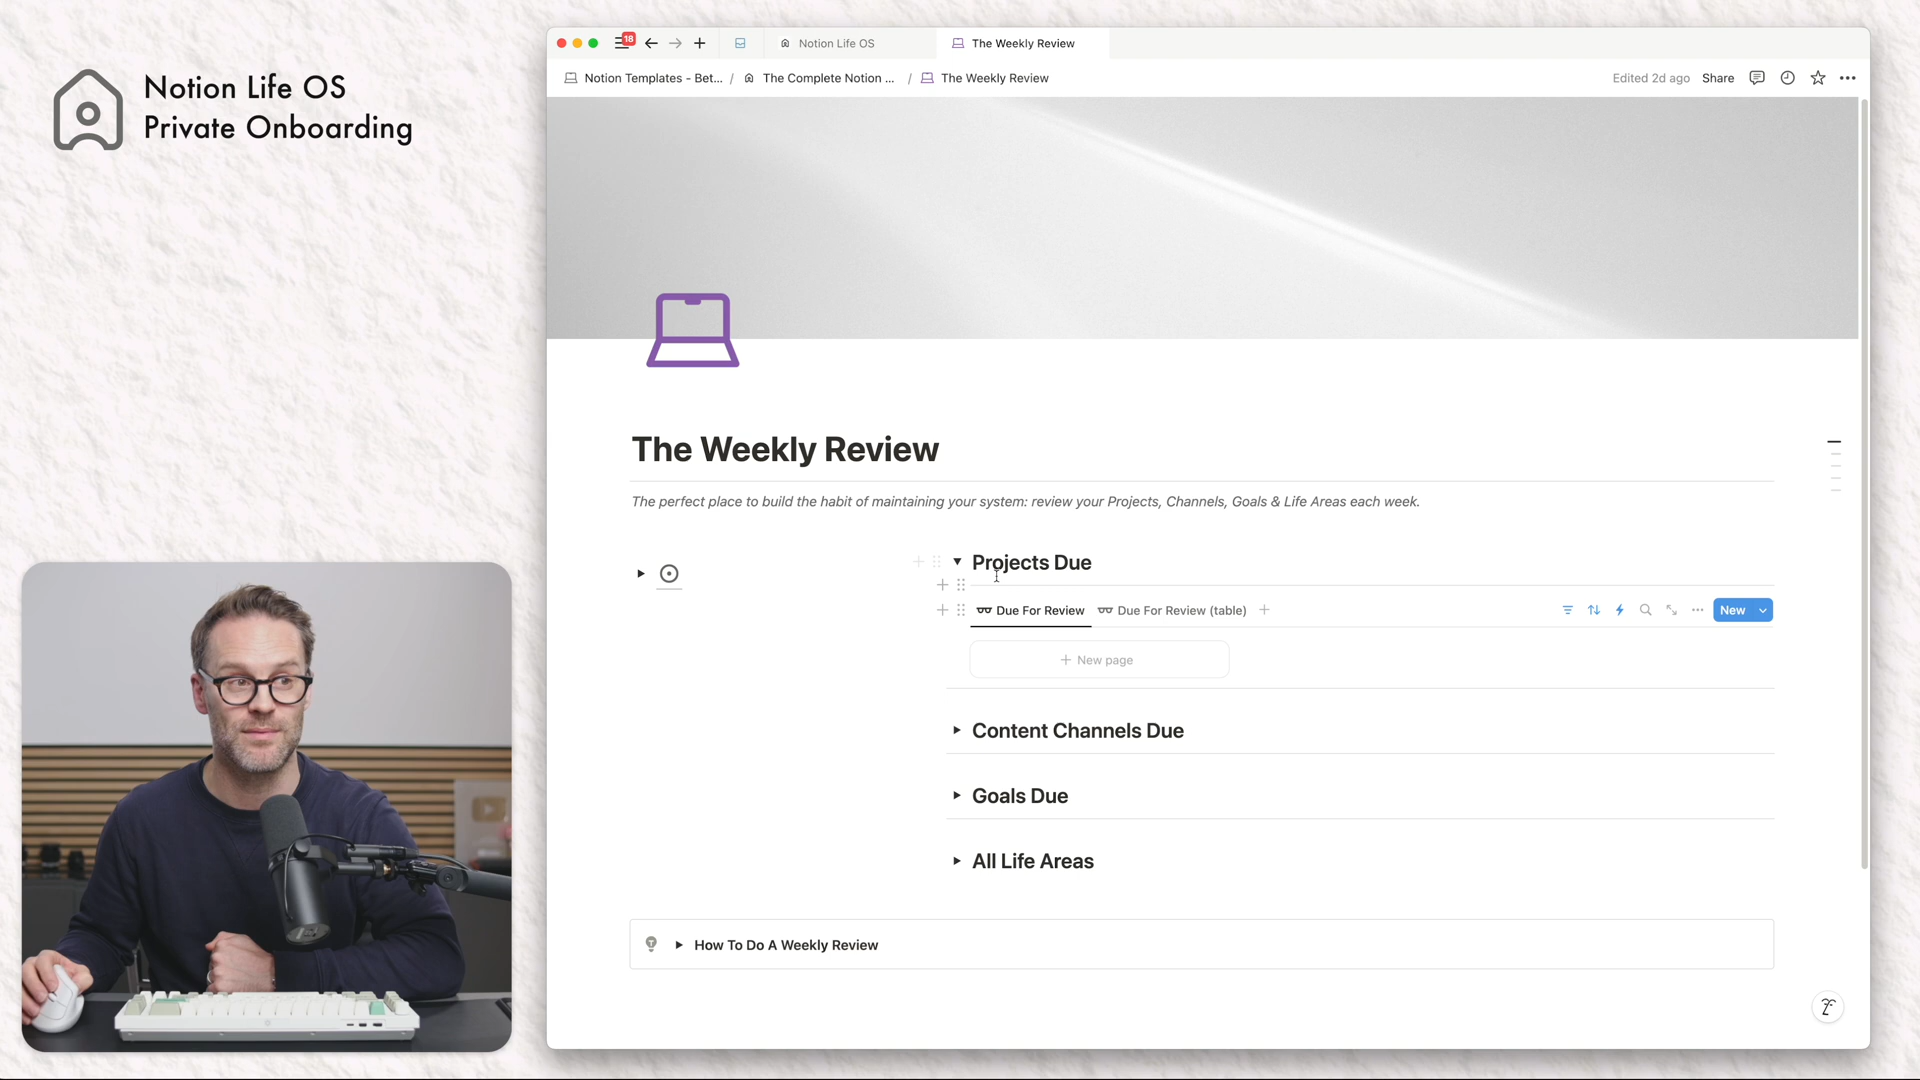 Notion Life OS
Private Onboarding
18
Notion Life OS
The Weekly Review
Notion Templates - Bet... / The Complete Notion ... / The Weekly Review
Edited 2d ago
Share
The Weekly Review
The perfect place to build the habit of maintaining your system: review your Projects, Channels, Goals & Life Areas each week.
Projects Due
Due For Review
Due For Review (table)
New
New page
Content Channels Due
Goals Due
All Life Areas
How To Do A Weekly Review